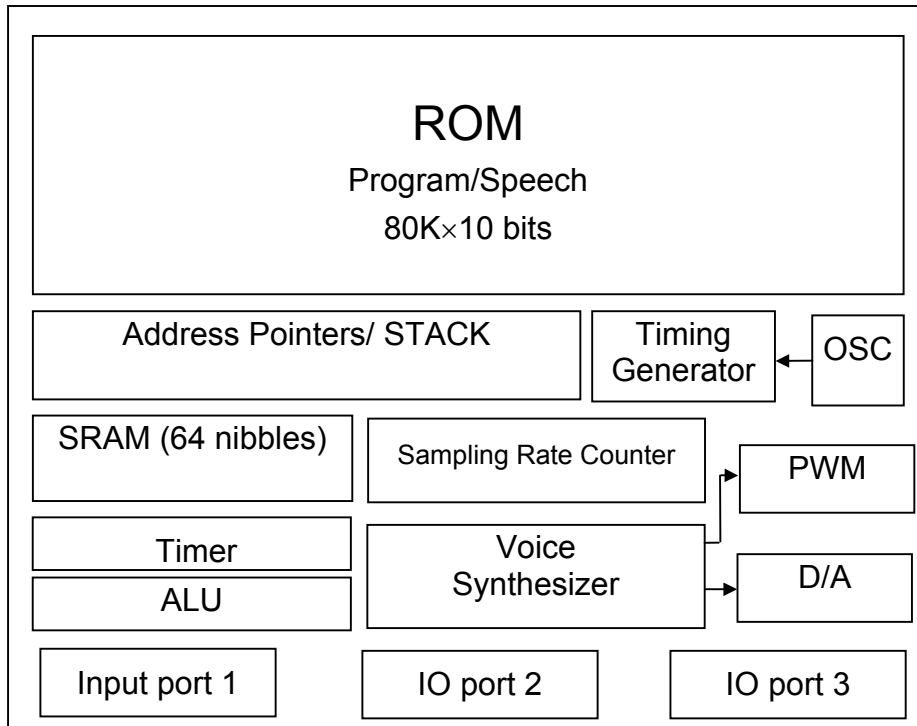 ROM
Program/Speech
80K×10 bits
Address Pointers/ STACK
Timing
Generator
OSC
SRAM (64 nibbles)
Sampling Rate Counter
PWM
Timer
Voice
Synthesizer
D/A
ALU
Input port 1
IO port 2
IO port 3